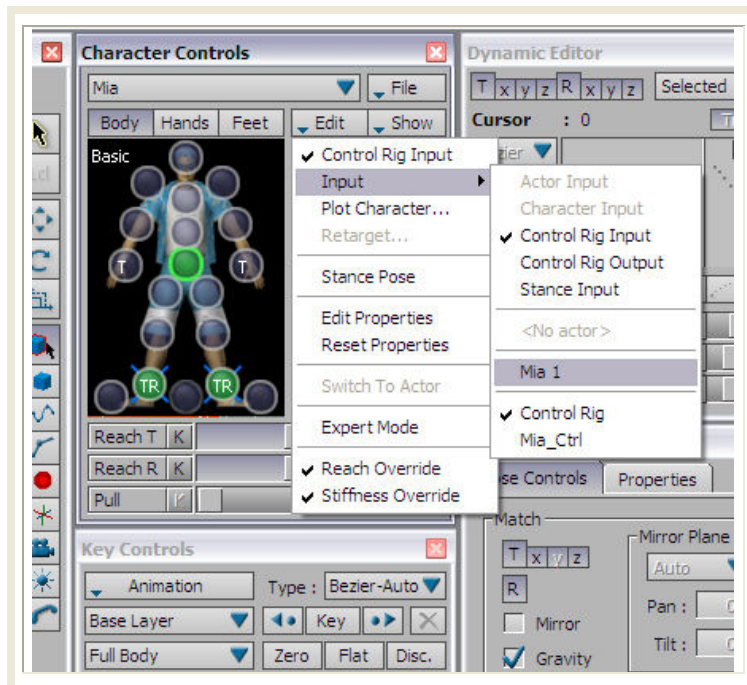 Character Controls
Mia
File
Body Hands Feet Edit Show
Basic
T T
TR TR
Reach T K
Reach R K
Pull
Control Rig Input
Input
Plot Character...
Retarget...
Stance Pose
Edit Properties
Reset Properties
Switch To Actor
Expert Mode
Reach Override
Stiffness Override
Actor Input
Character Input
Control Rig Input
Control Rig Output
Stance Input
<No actor>
Mia 1
Control Rig
Mia_Ctrl
Dynamic Editor
T x y z R x y z Selected
Cursor : 0 T
zier
Key Controls
Animation Type : Bezier-Auto
Base Layer Key
Full Body Zero Flat Disc.
ose Controls Properties
Match
T x y z
R
Mirror
Gravity
Mirror Plane
Auto
Pan :
Tilt :